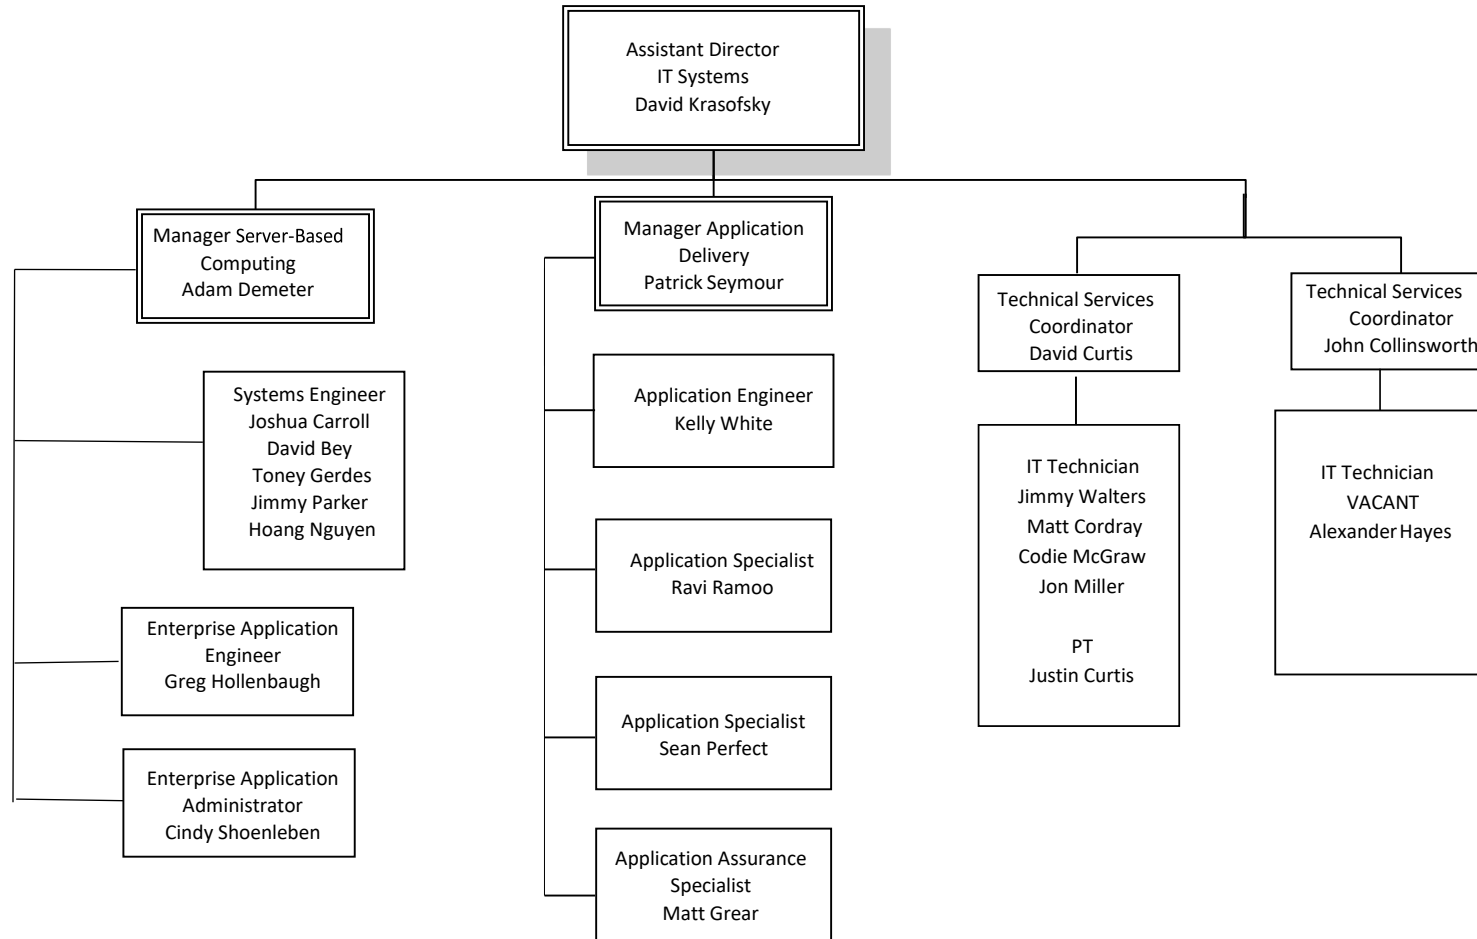 Assistant Director
IT Systems
David Krasofsky
Manager Server-Based
Computing
Adam Demeter
Systems Engineer
Joshua Carroll
David Bey
Toney Gerdes
Jimmy Parker
Hoang Nguyen
Enterprise Application
Engineer
Greg Hollenbaugh
Enterprise Application
Administrator
Cindy Shoenleben
Manager Application
Delivery
Patrick Seymour
Application Engineer
Kelly White
Application Specialist
Ravi Ramoo
Application Specialist
Sean Perfect
Application Assurance
Specialist
Matt Grear
Technical Services
Coordinator
David Curtis
IT Technician
Jimmy Walters
Matt Cordray
Codie McGraw
Jon Miller
PT
Justin Curtis
Technical Services
Coordinator
John Collinsworth
IT Technician
VACANT
Alexander Hayes